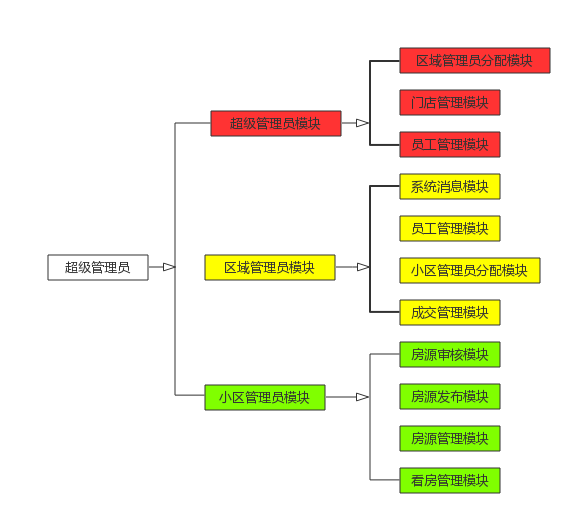 超级管理员
超级管理员模块
区域管理员分配模块
门店管理模块
员工管理模块
区域管理员模块
系统消息模块
员工管理模块
小区管理员分配模块
成交管理模块
小区管理员模块
房源审核模块
房源发布模块
房源管理模块
看房管理模块